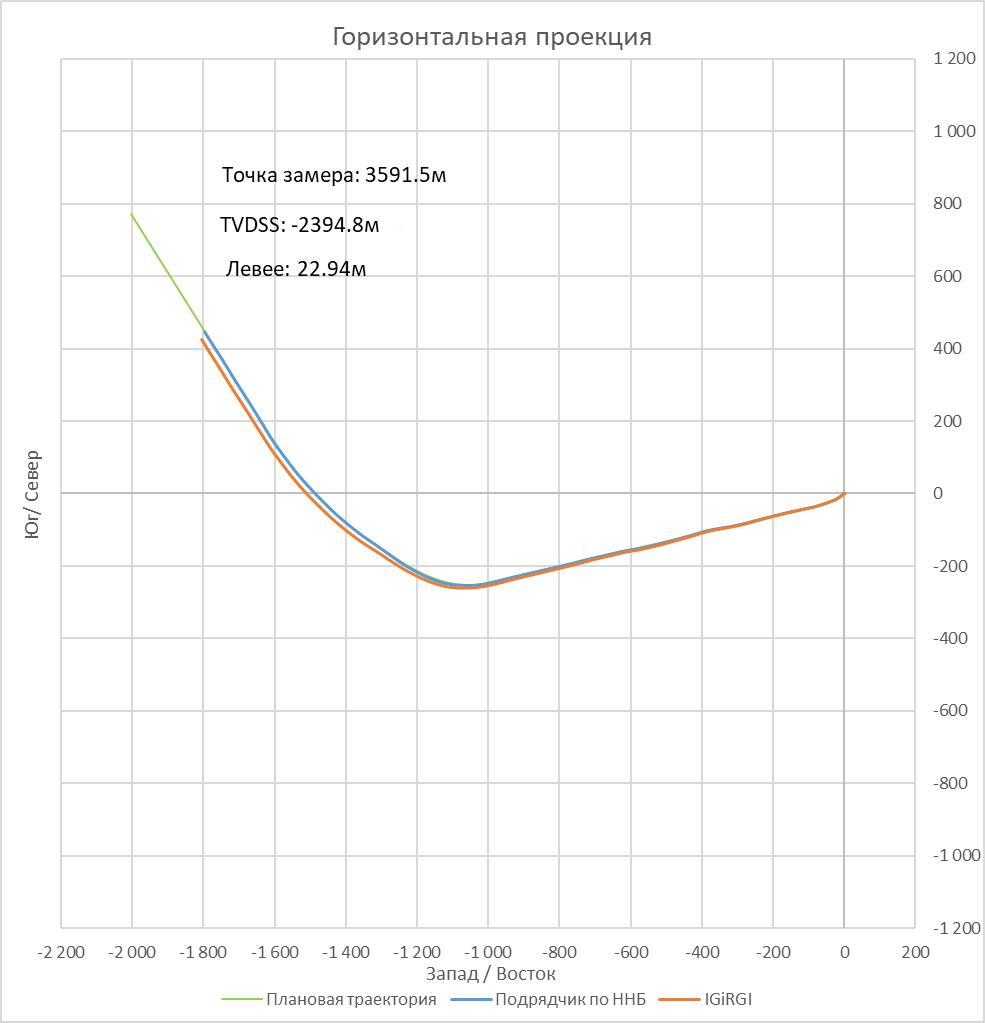 Горизонтальная проекция
1 200
1 000
Точка замера: 3591.5м
800
TVDSS: -2394.8м
Левее: 22.94м
600
400
200
Юг/ Север
0
-200
-400
-600
-800
-1 000
-1 200
-2 200 -2 000 -1 800 -1 600 -1 400 -1 200 -1 000 -800 -600 -400 -200 0 200
Запад / Восток
Плановая траектория Подрядчик по ННБ IGiRGI